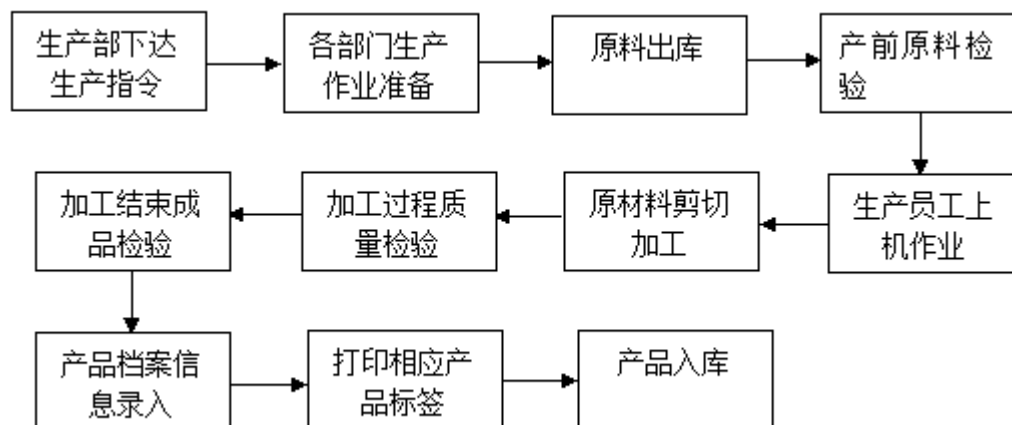 生产部下达
生产指令
各部门生产
作业准备
原料出库
产前原料检
验
生产员工上
机作业
原材料剪切
加工
加工过程质
量检验
加工结束成
品检验
产品档案信
息录入
打印相应产
品标签
产品入库